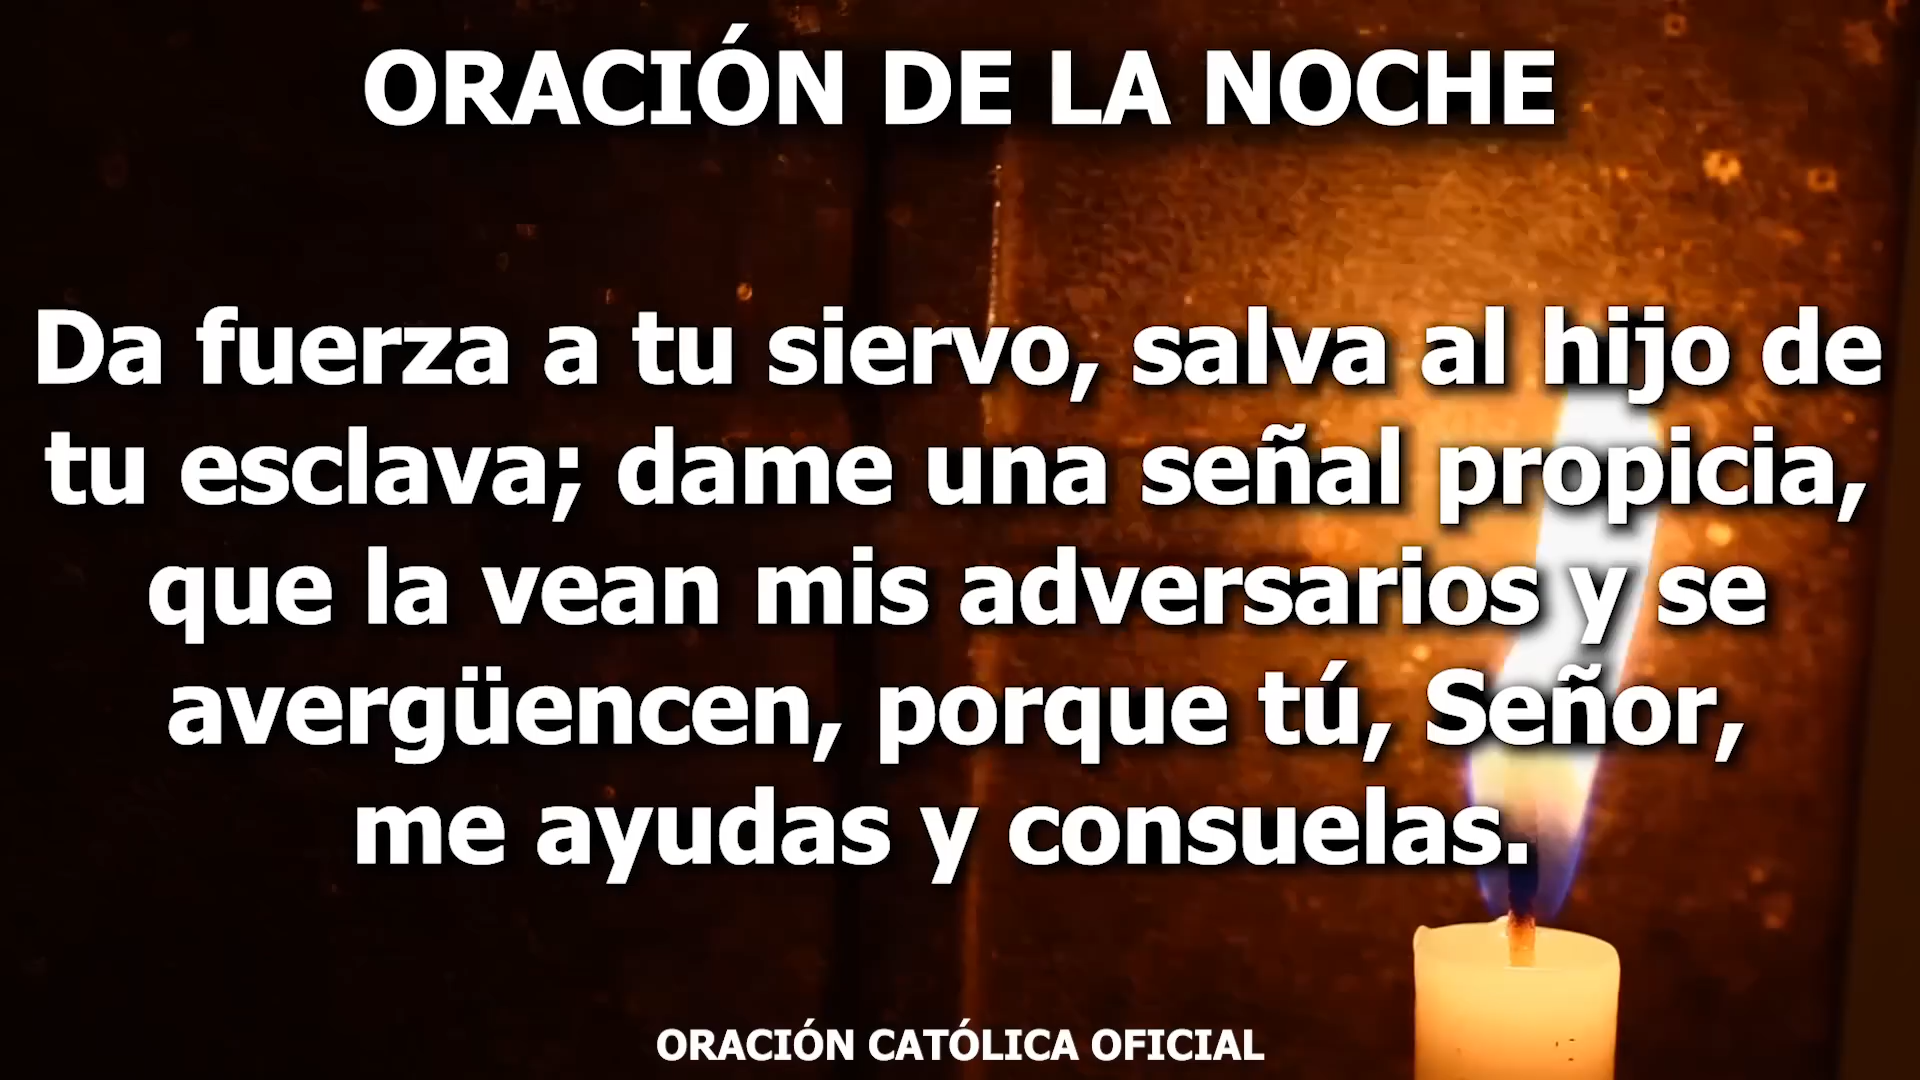 ORACIÓN DE LA NOCHE
Da fuerza a tu siervo, salva al hijo de
tu esclava; dame una señal propicia,
que la vean mis adversarios y se
avergüencen, porque tú, Señor,
me ayudas y consuelas.
ORACIÓN CATÓLICA OFICIAL